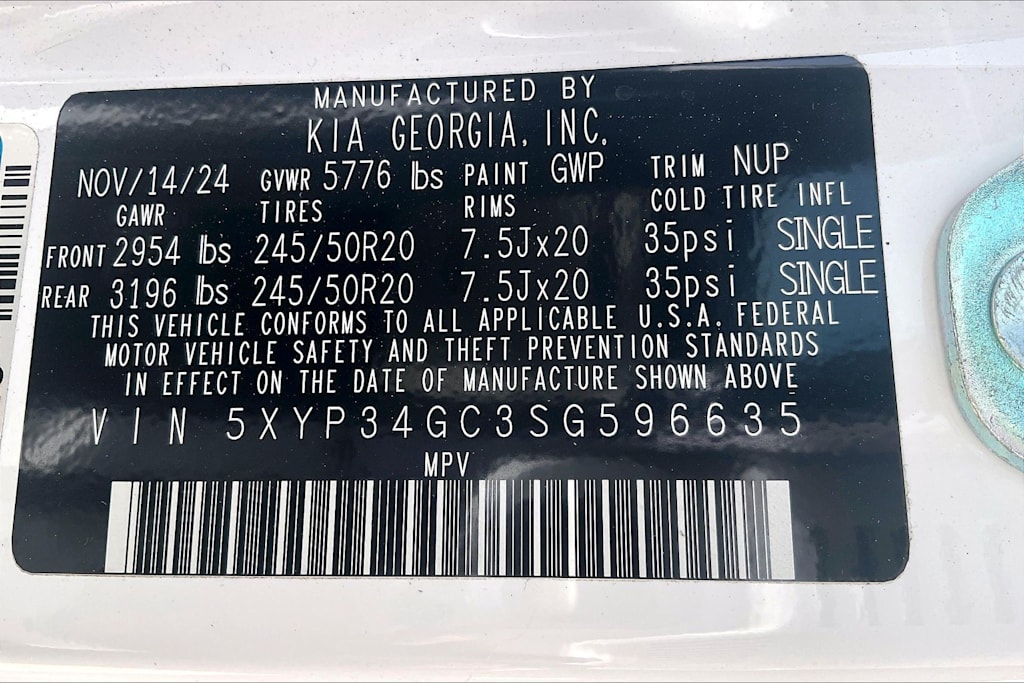 MANUFACTURED BY
KIA GEORGIA, INC.
NOV/14/24 GVWR 5776 lbs PAINT GWP TRIM NUP
GAWR TIRES RIMS COLD TIRE INFL
FRONT 2954 lbs 245/50R20 7.5Jx20 35psi SINGLE
REAR 3196 lbs 245/50R20 7.5Jx20 35psi SINGLE
THIS VEHICLE CONFORMS TO ALL APPLICABLE U.S.A. FEDERAL
MOTOR VEHICLE SAFETY AND THEFT PREVENTION STANDARDS
IN EFFECT ON THE DATE OF MANUFACTURE SHOWN ABOVE
VIN 5XYP34GC3SG596635
MPV